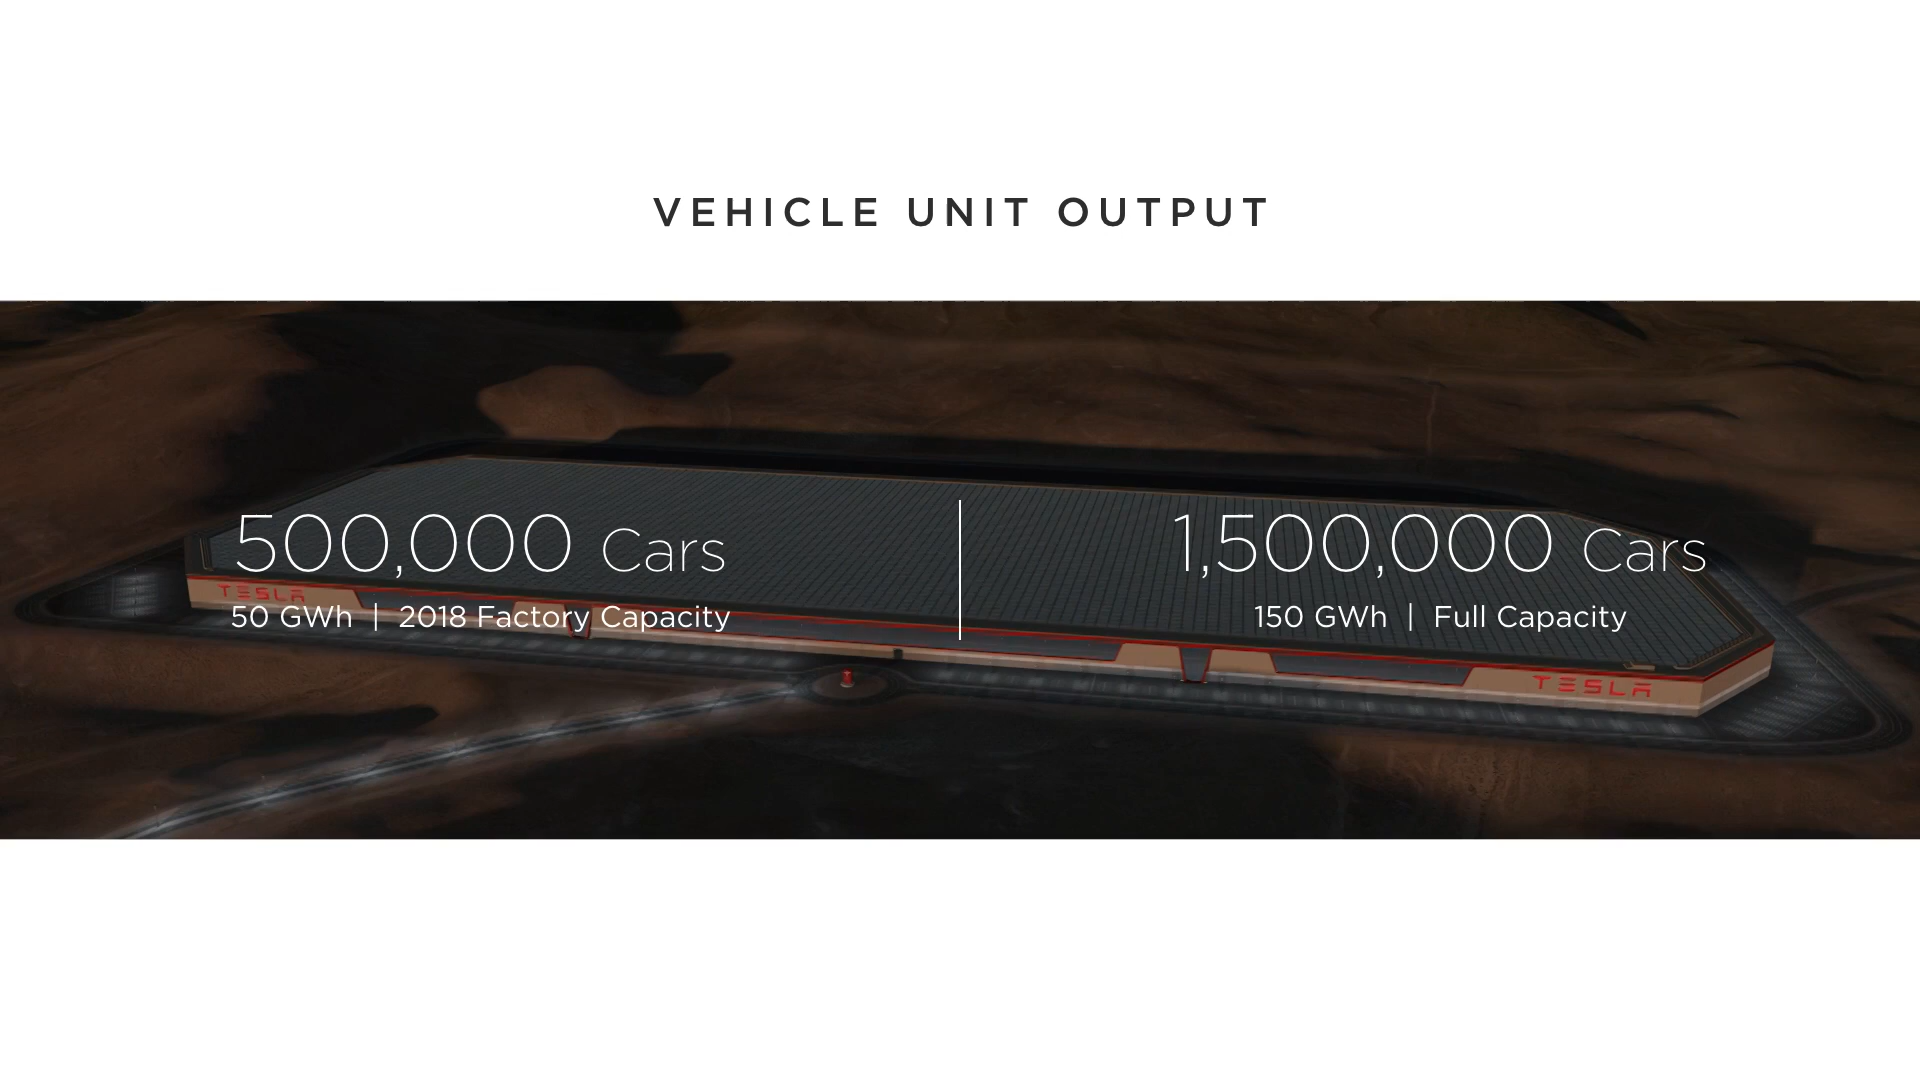 VEHICLE UNIT OUTPUT
500,000 Cars
50 GWh | 2018 Factory Capacity
1,500,000 Cars
150 GWh | Full Capacity
TESLA
TESLA